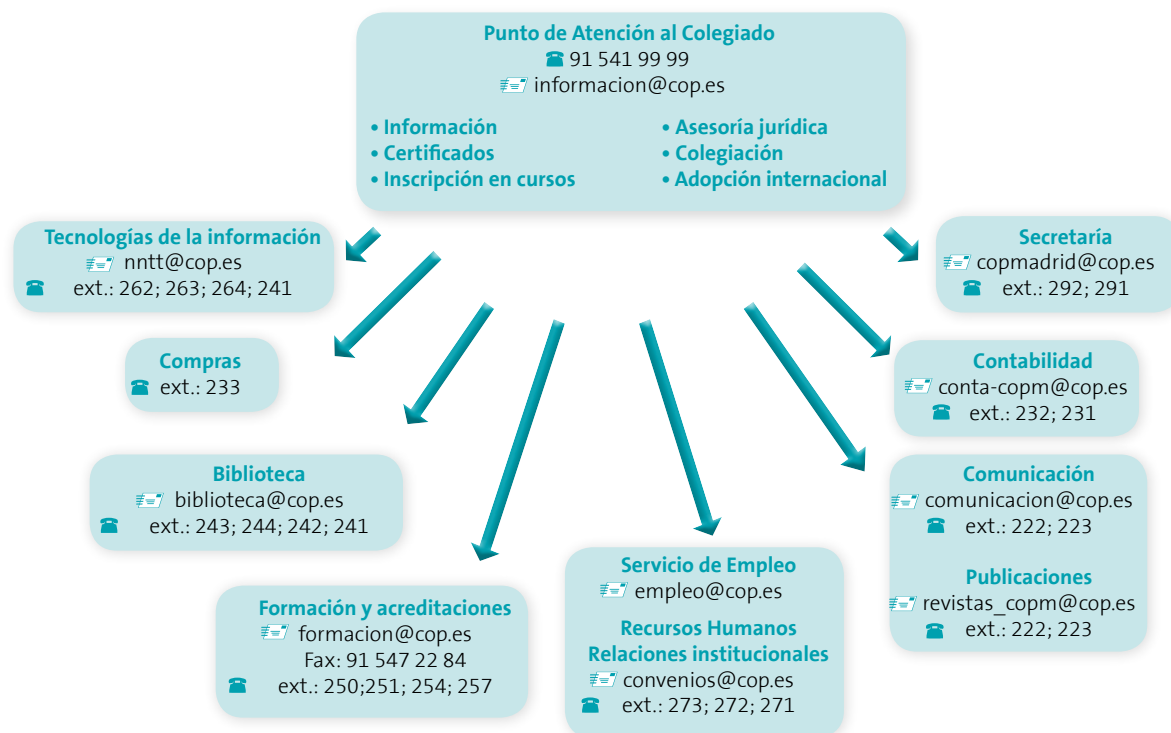 Punto de Atención al Colegiado
91 541 99 99
informacion@cop.es
• Información
• Certificados
• Inscripción en cursos
• Asesoría jurídica
• Colegiación
• Adopción internacional
Tecnologías de la información
nntt@cop.es
ext.: 262; 263; 264; 241
Secretaría
copmadrid@cop.es
ext.: 292; 291
Compras
ext.: 233
Contabilidad
conta-copm@cop.es
ext.: 232; 231
Biblioteca
biblioteca@cop.es
ext.: 243; 244; 242; 241
Comunicación
comunicacion@cop.es
ext.: 222; 223
Publicaciones
revistas_copm@cop.es
ext.: 222; 223
Formación y acreditaciones
formacion@cop.es
Fax: 91 547 22 84
ext.: 250;251; 254; 257
Servicio de Empleo
empleo@cop.es
Recursos Humanos
Relaciones institucionales
convenios@cop.es
ext.: 273; 272; 271